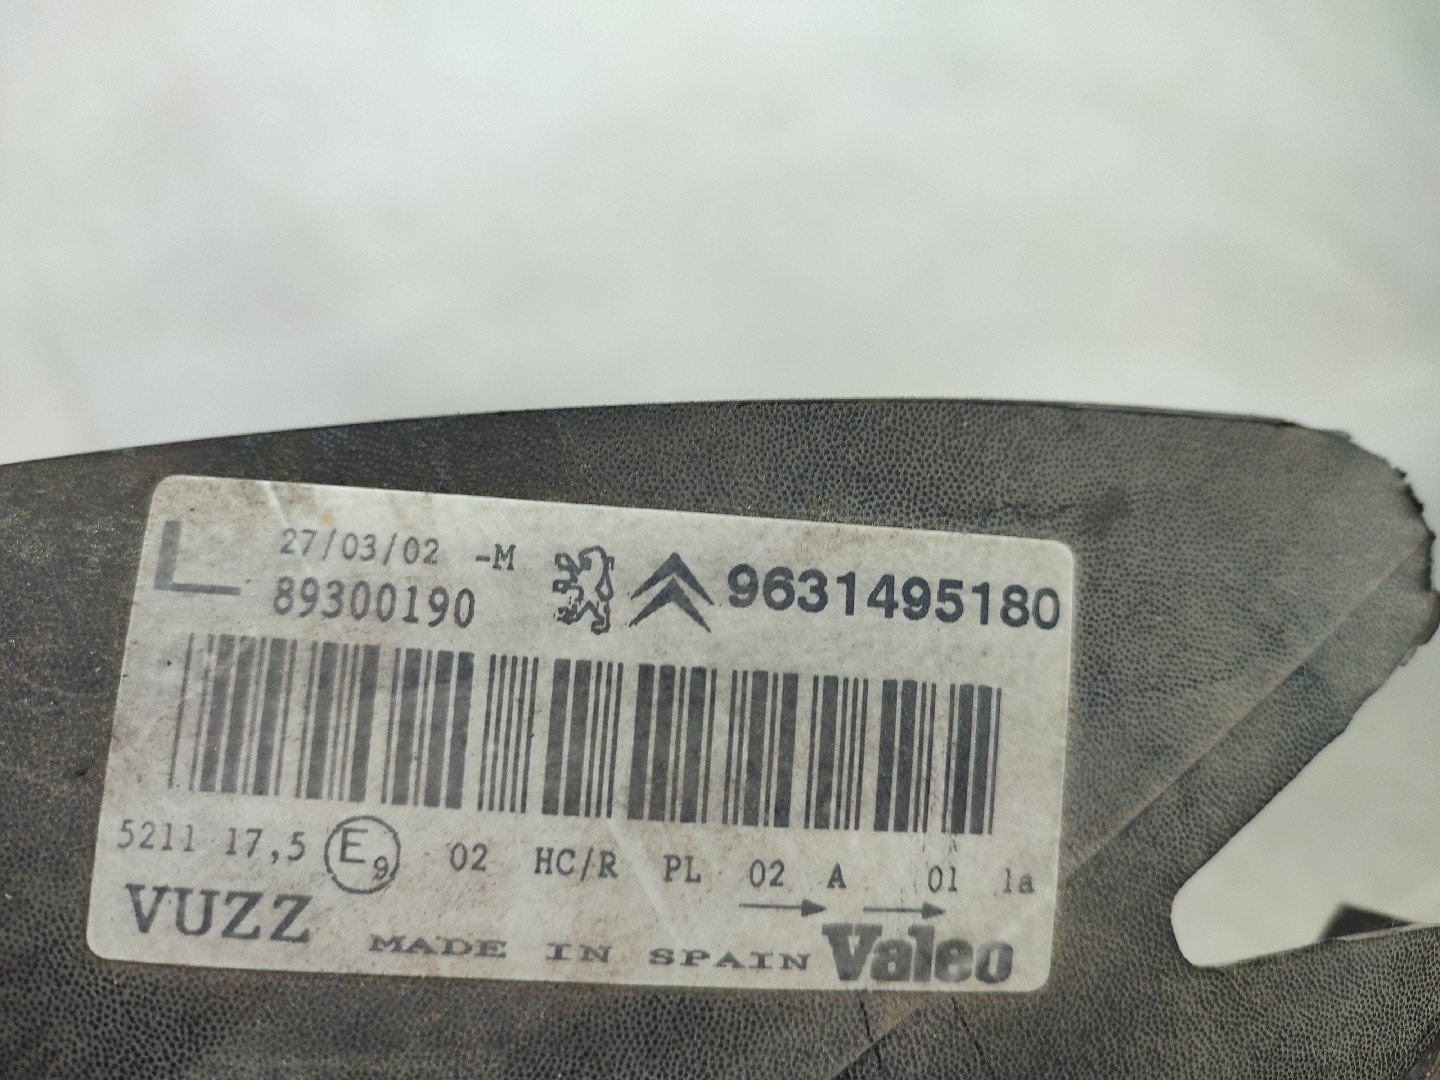 L 27/03/02 -M 9631495180
89300190
5211 17,5 E9 02 HC/R PL 02 A 01 1a
VUZZ MADE IN SPAIN Valeo